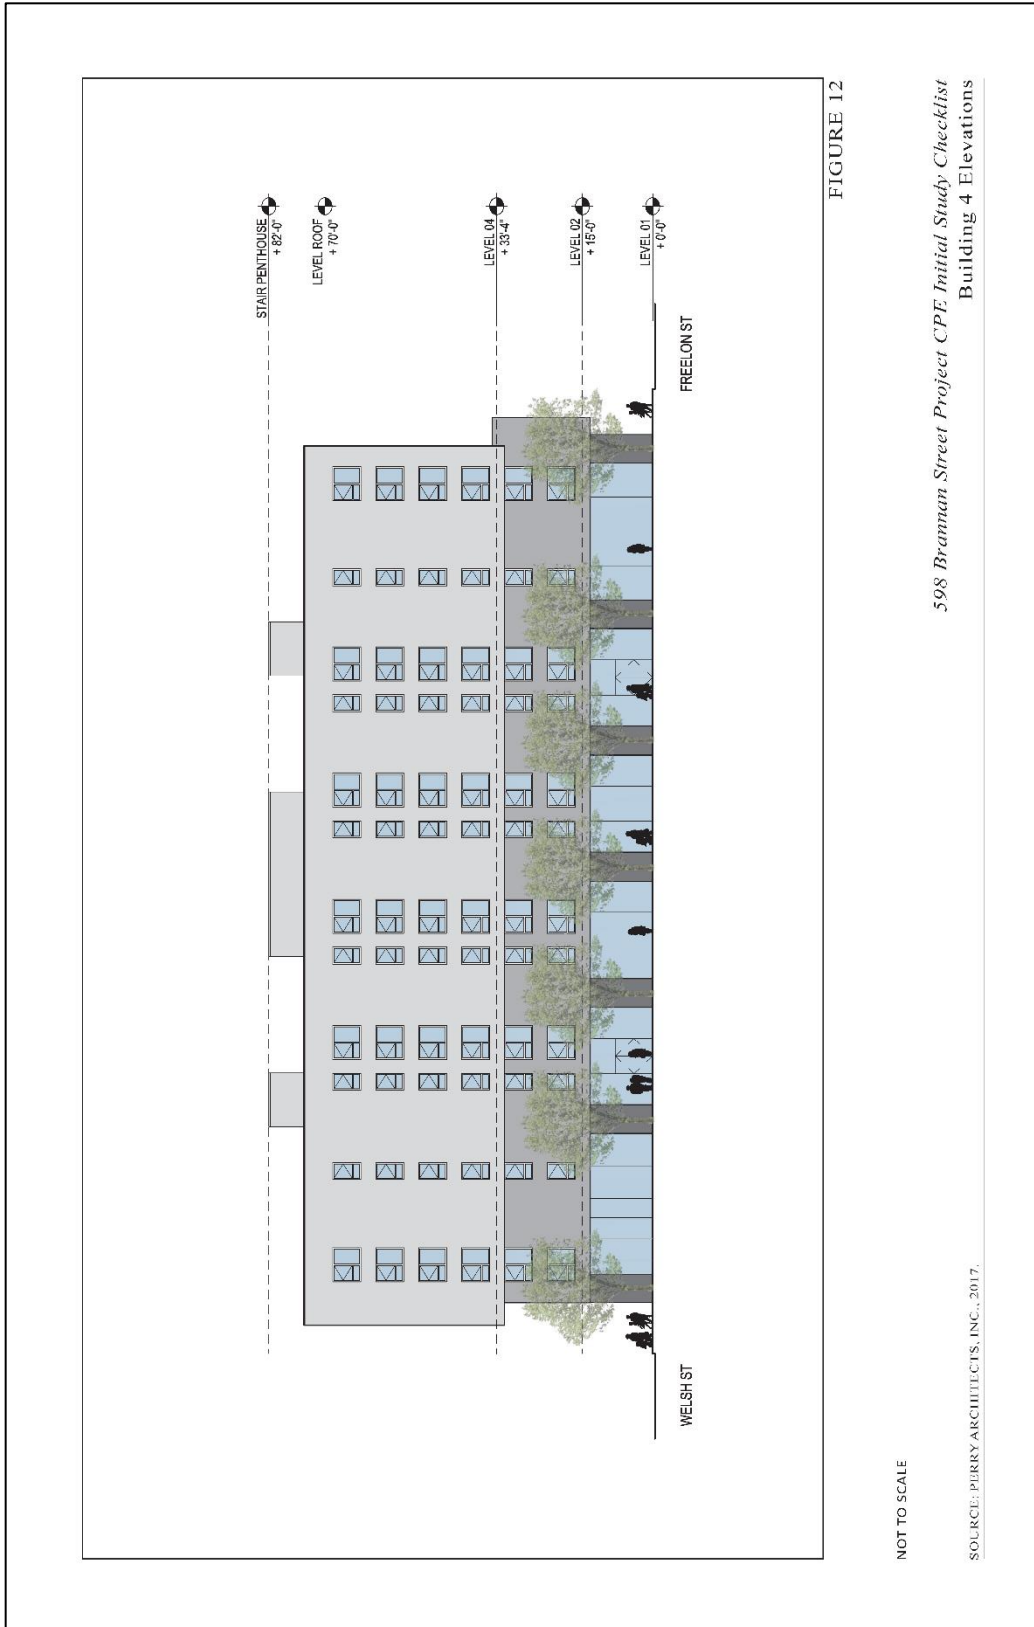 STAIR PENTHOUSE
+ 82'-0"
LEVEL ROOF
+ 70'-0"
LEVEL 04
+ 33'-4"
LEVEL 02
+ 15'-0"
LEVEL 01
+ 0'-0"
WELSH ST
FREELON ST
FIGURE 12
NOT TO SCALE
598 Brannan Street Project CPE Initial Study Checklist
Building 4 Elevations
SOURCE: PERRY ARCHITECTS, INC., 2017.